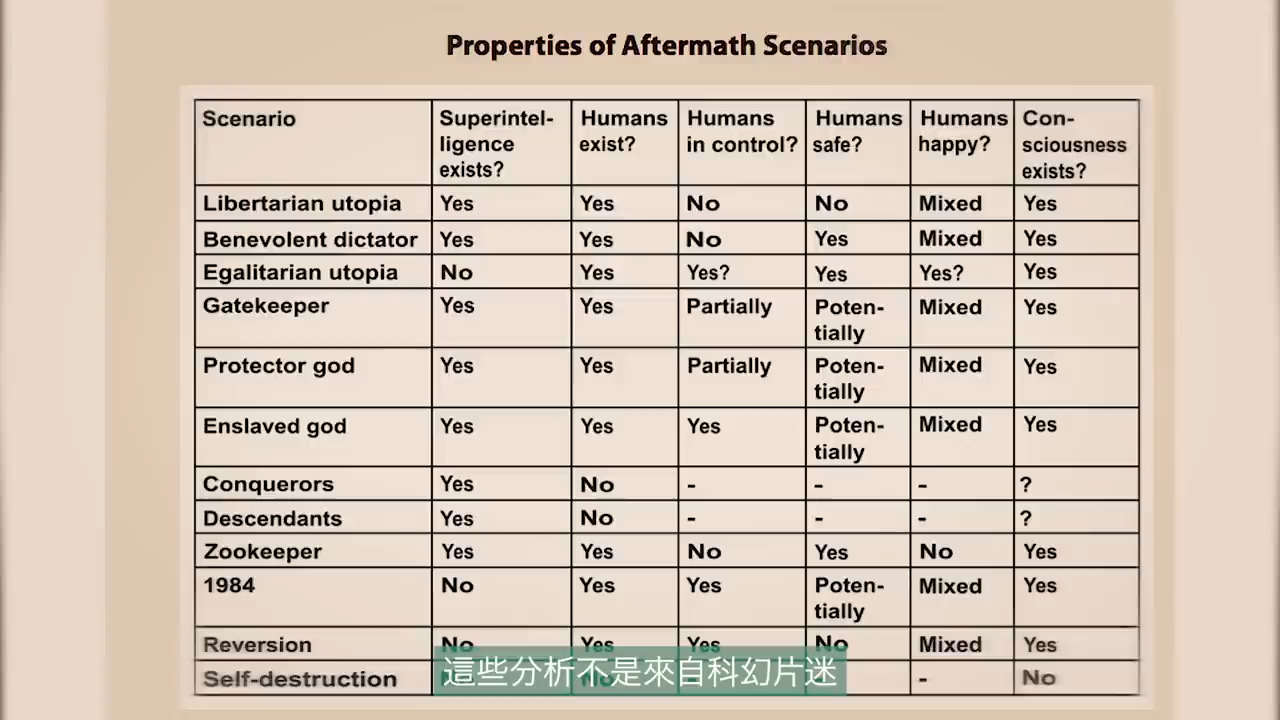 Properties of Aftermath Scenarios
Scenario Superintel- Humans Humans Humans Humans Con-
ligence exist? in control? safe? happy? sciousness
exists? exists?
Libertarian utopia Yes Yes No No Mixed Yes
Benevolent dictator Yes Yes No Yes Mixed Yes
Egalitarian utopia No Yes Yes? Yes Yes? Yes
Gatekeeper Yes Yes Partially Poten- Mixed Yes
tially
Protector god Yes Yes Partially Poten- Mixed Yes
tially
Enslaved god Yes Yes Yes Poten- Mixed Yes
tially
Conquerors Yes No - - - ?
Descendants Yes No - - - ?
Zookeeper Yes Yes No Yes No Yes
1984 No Yes Yes Poten- Mixed Yes
tially
Reversion No Yes Yes No Mixed Yes
Self-destruction - No
這些分析不是來自科幻片迷